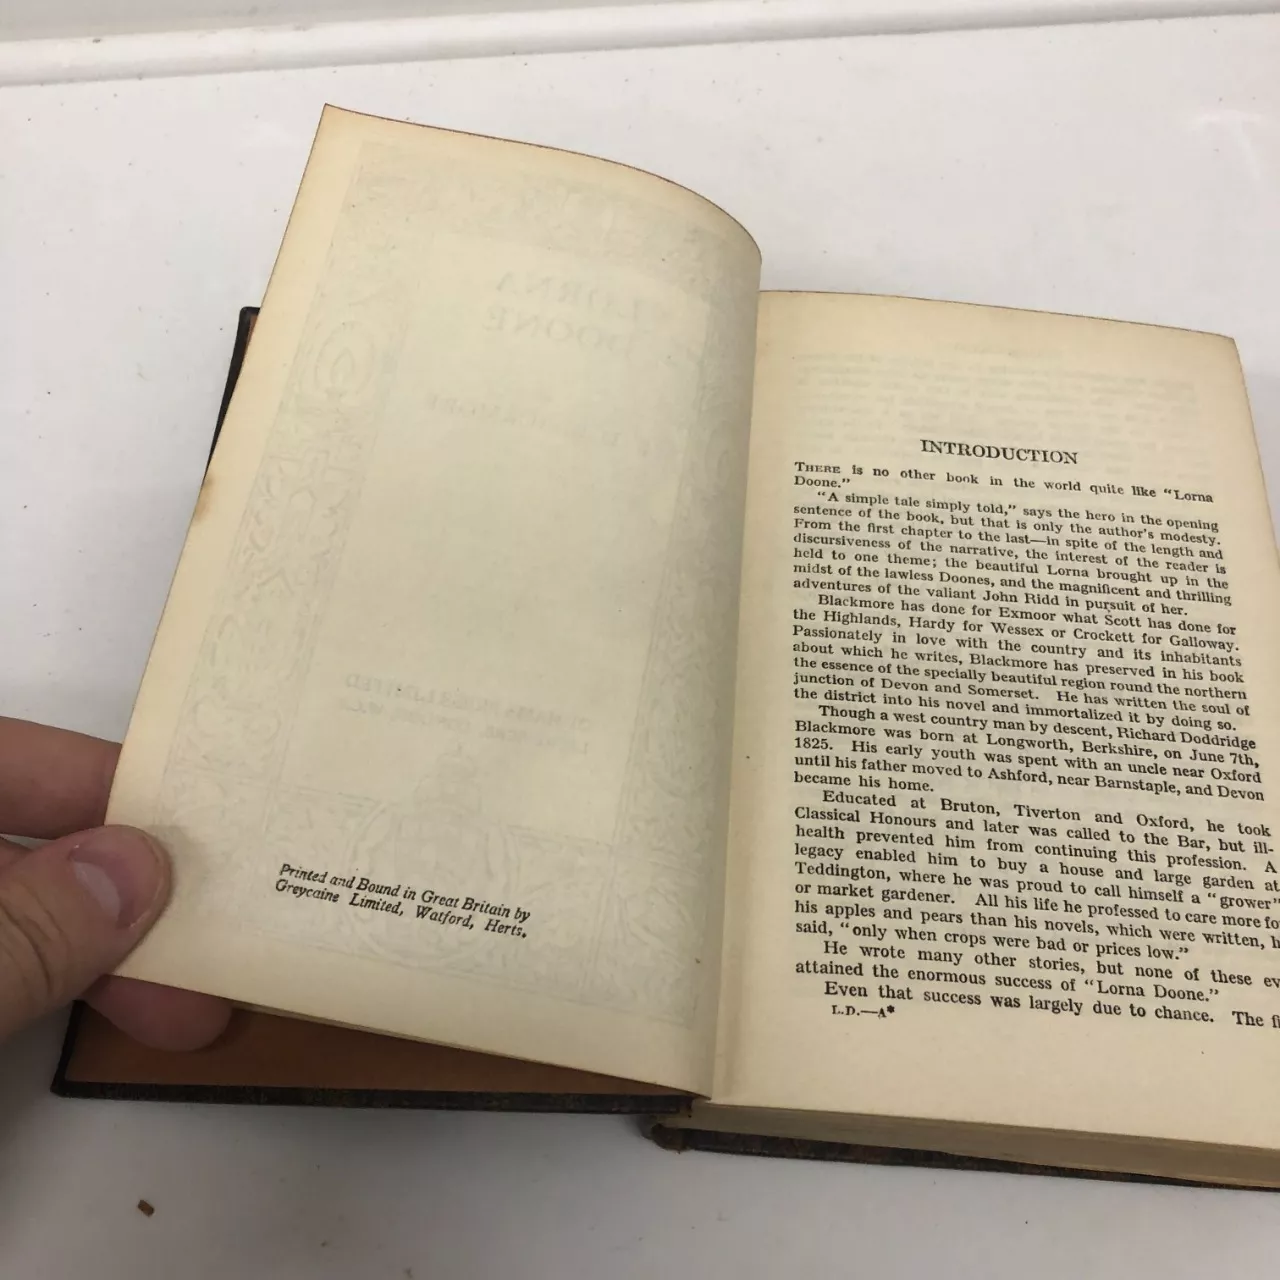 Printed and Bound in Great Britain by
Greycaine Limited, Watford, Herts.
INTRODUCTION
THERE is no other book in the world quite like "Lorna
Doone."
"A simple tale simply told," says the hero in the opening
sentence of the book, but that is only the author's modesty.
From the first chapter to the last—in spite of the length and
discursiveness of the narrative, the interest of the reader is
held to one theme; the beautiful Lorna brought up in the
midst of the lawless Doones, and the magnificent and thrilling
adventures of the valiant John Ridd in pursuit of her.
Blackmore has done for Exmoor what Scott has done for
the Highlands, Hardy for Wessex or Crockett for Galloway.
Passionately in love with the country and its inhabitants
about which he writes, Blackmore has preserved in his book
the essence of the specially beautiful region round the northern
junction of Devon and Somerset. He has written the soul of
the district into his novel and immortalized it by doing so.
Though a west country man by descent, Richard Doddridge
Blackmore was born at Longworth, Berkshire, on June 7th,
1825. His early youth was spent with an uncle near Oxford
until his father moved to Ashford, near Barnstaple, and Devon
became his home.
Educated at Bruton, Tiverton and Oxford, he took
Classical Honours and later was called to the Bar, but ill-
health prevented him from continuing this profession. A
legacy enabled him to buy a house and large garden at
Teddington, where he was proud to call himself a "grower"
or market gardener. All his life he professed to care more fo
his apples and pears than his novels, which were written, h
said, "only when crops were bad or prices low."
He wrote many other stories, but none of these ev
attained the enormous success of "Lorna Doone."
Even that success was largely due to chance. The fi
L.D.—A*